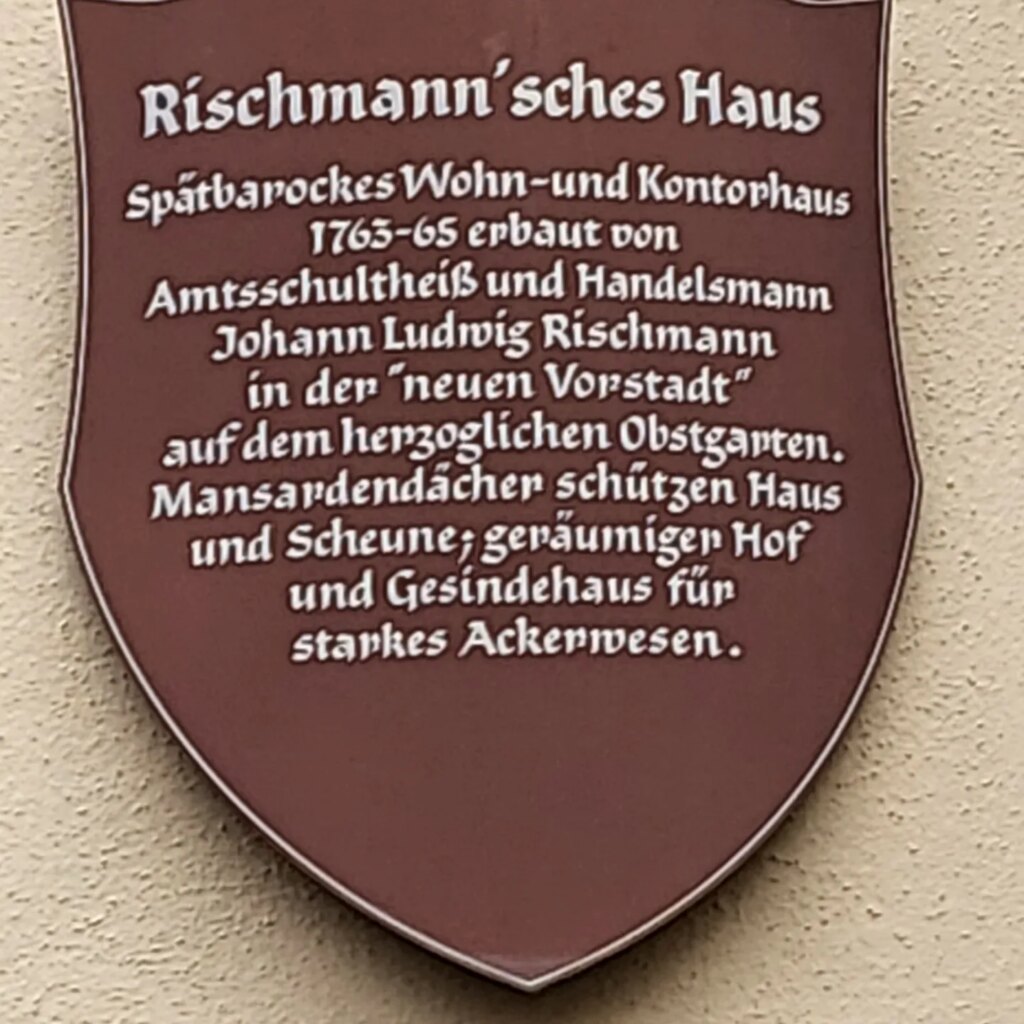 Rischmann'sches Haus
Spätbarockes Wohn-und Kontorhaus
1763-65 erbaut von
Amtsschultheiß und Handelsmann
Johann Ludwig Rischmann
in der "neuen Vorstadt"
auf dem herzoglichen Obstgarten.
Mansardendächer schützen Haus
und Scheune; geräumiger Hof
und Gesindehaus für
starkes Ackerwesen.